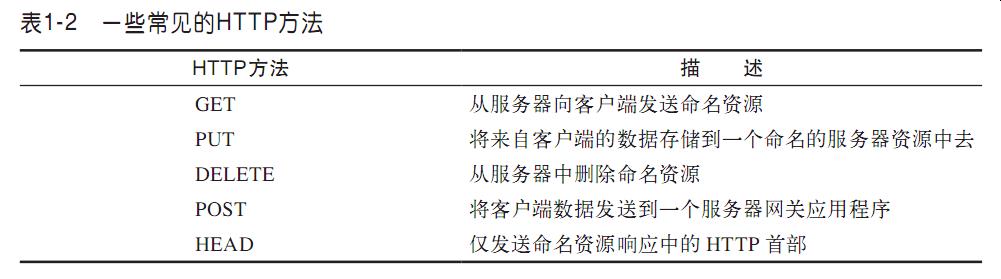 表1-2 一些常见的HTTP方法
HTTP方法 描 述
GET 从服务器向客户端发送命名资源
PUT 将来自客户端的数据存储到一个命名的服务器资源中去
DELETE 从服务器中删除命名资源
POST 将客户端数据发送到一个服务器网关应用程序
HEAD 仅发送命名资源响应中的 HTTP 首部